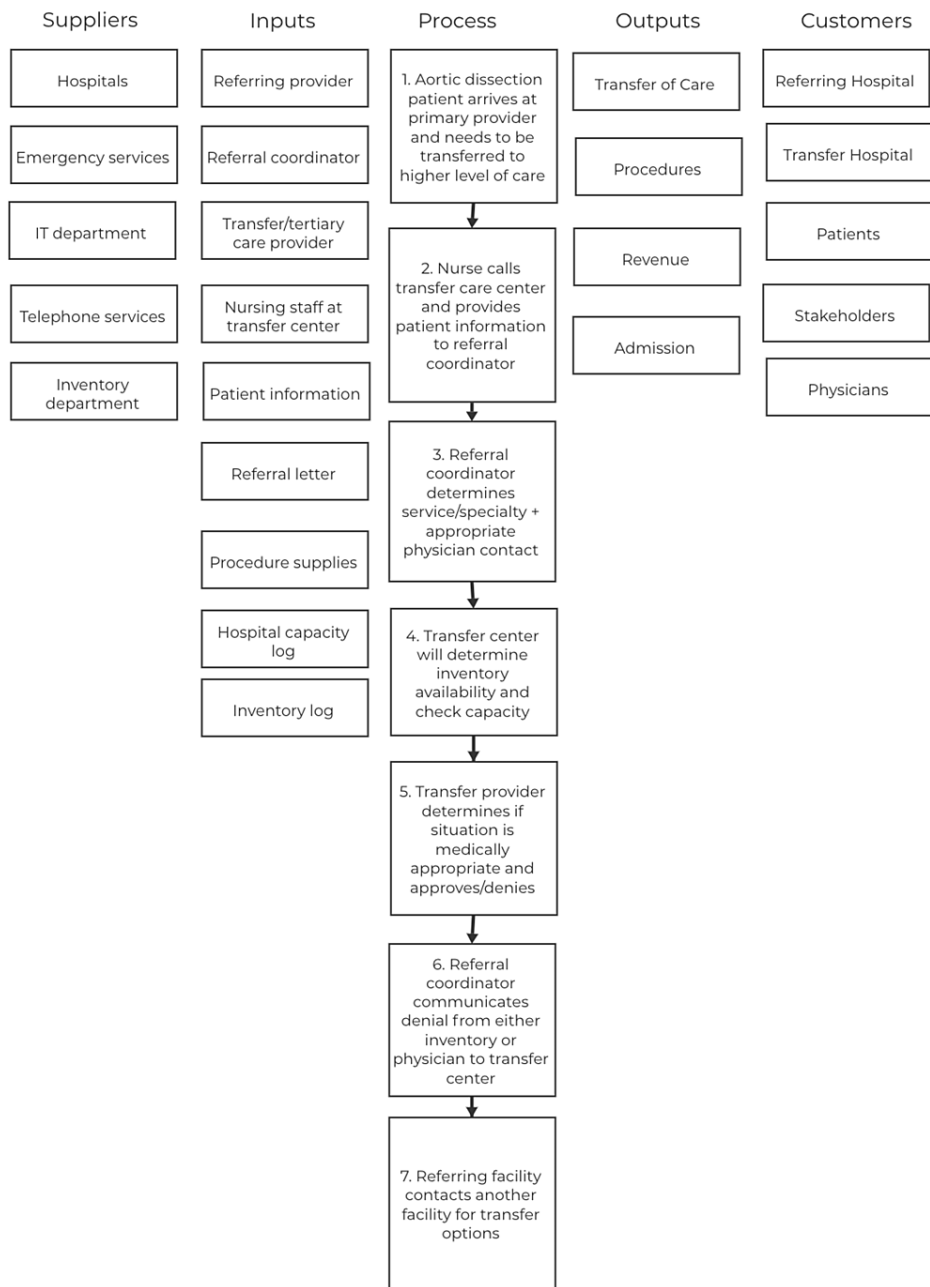 Suppliers
Inputs
Process
Outputs
Customers
Hospitals
Emergency services
IT department
Telephone services
Inventory
department
Referring provider
Referral coordinator
Transfer/tertiary
care provider
Nursing staff at
transfer center
Patient information
Referral letter
Procedure supplies
Hospital capacity
log
Inventory log
1. Aortic dissection
patient arrives at
primary provider
and needs to be
transferred to
higher level of care
2. Nurse calls
transfer care center
and provides
patient information
to referral
coordinator
3. Referral
coordinator
determines
service/specialty +
appropriate
physician contact
4. Transfer center
will determine
inventory
availability and
check capacity
5. Transfer provider
determines if
situation is
medically
appropriate and
approves/denies
6. Referral
coordinator
communicates
denial from either
inventory or
physician to transfer
center
7. Referring facility
contacts another
facility for transfer
options
Transfer of Care
Procedures
Revenue
Admission
Referring Hospital
Transfer Hospital
Patients
Stakeholders
Physicians